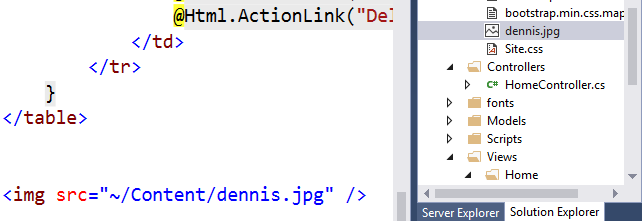 @Html.ActionLink("Del
</td>
</tr>
}
</table>
<img src="~/Content/dennis.jpg" />
bootstrap.min.css.map
dennis.jpg
Site.css
Controllers
C# HomeController.cs
fonts
Models
Scripts
Views
Home
Server Explorer Solution Explorer